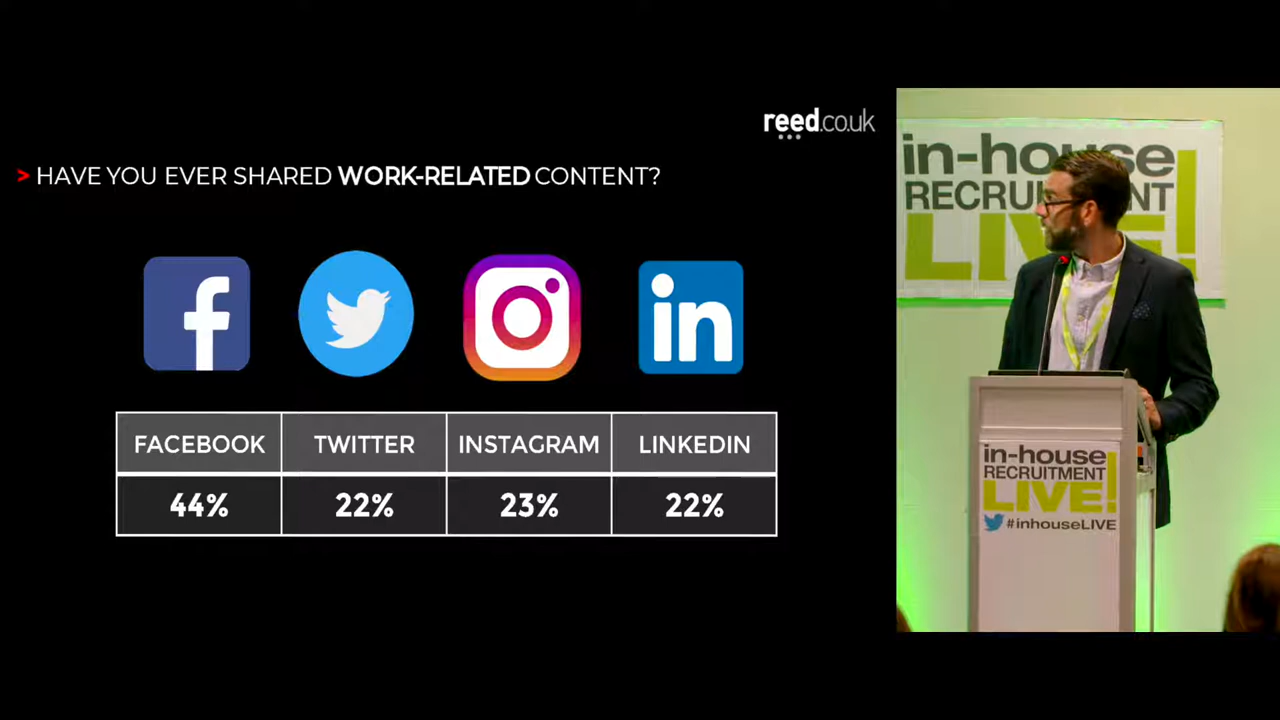 reed.co.uk
> HAVE YOU EVER SHARED WORK-RELATED CONTENT?
f
in
FACEBOOK TWITTER INSTAGRAM LINKEDIN
44% 22% 23% 22%
in-house
RECRUITMENT
LIVE!
in-house
RECRUITMENT
LIVE!
#inhouseLIVE